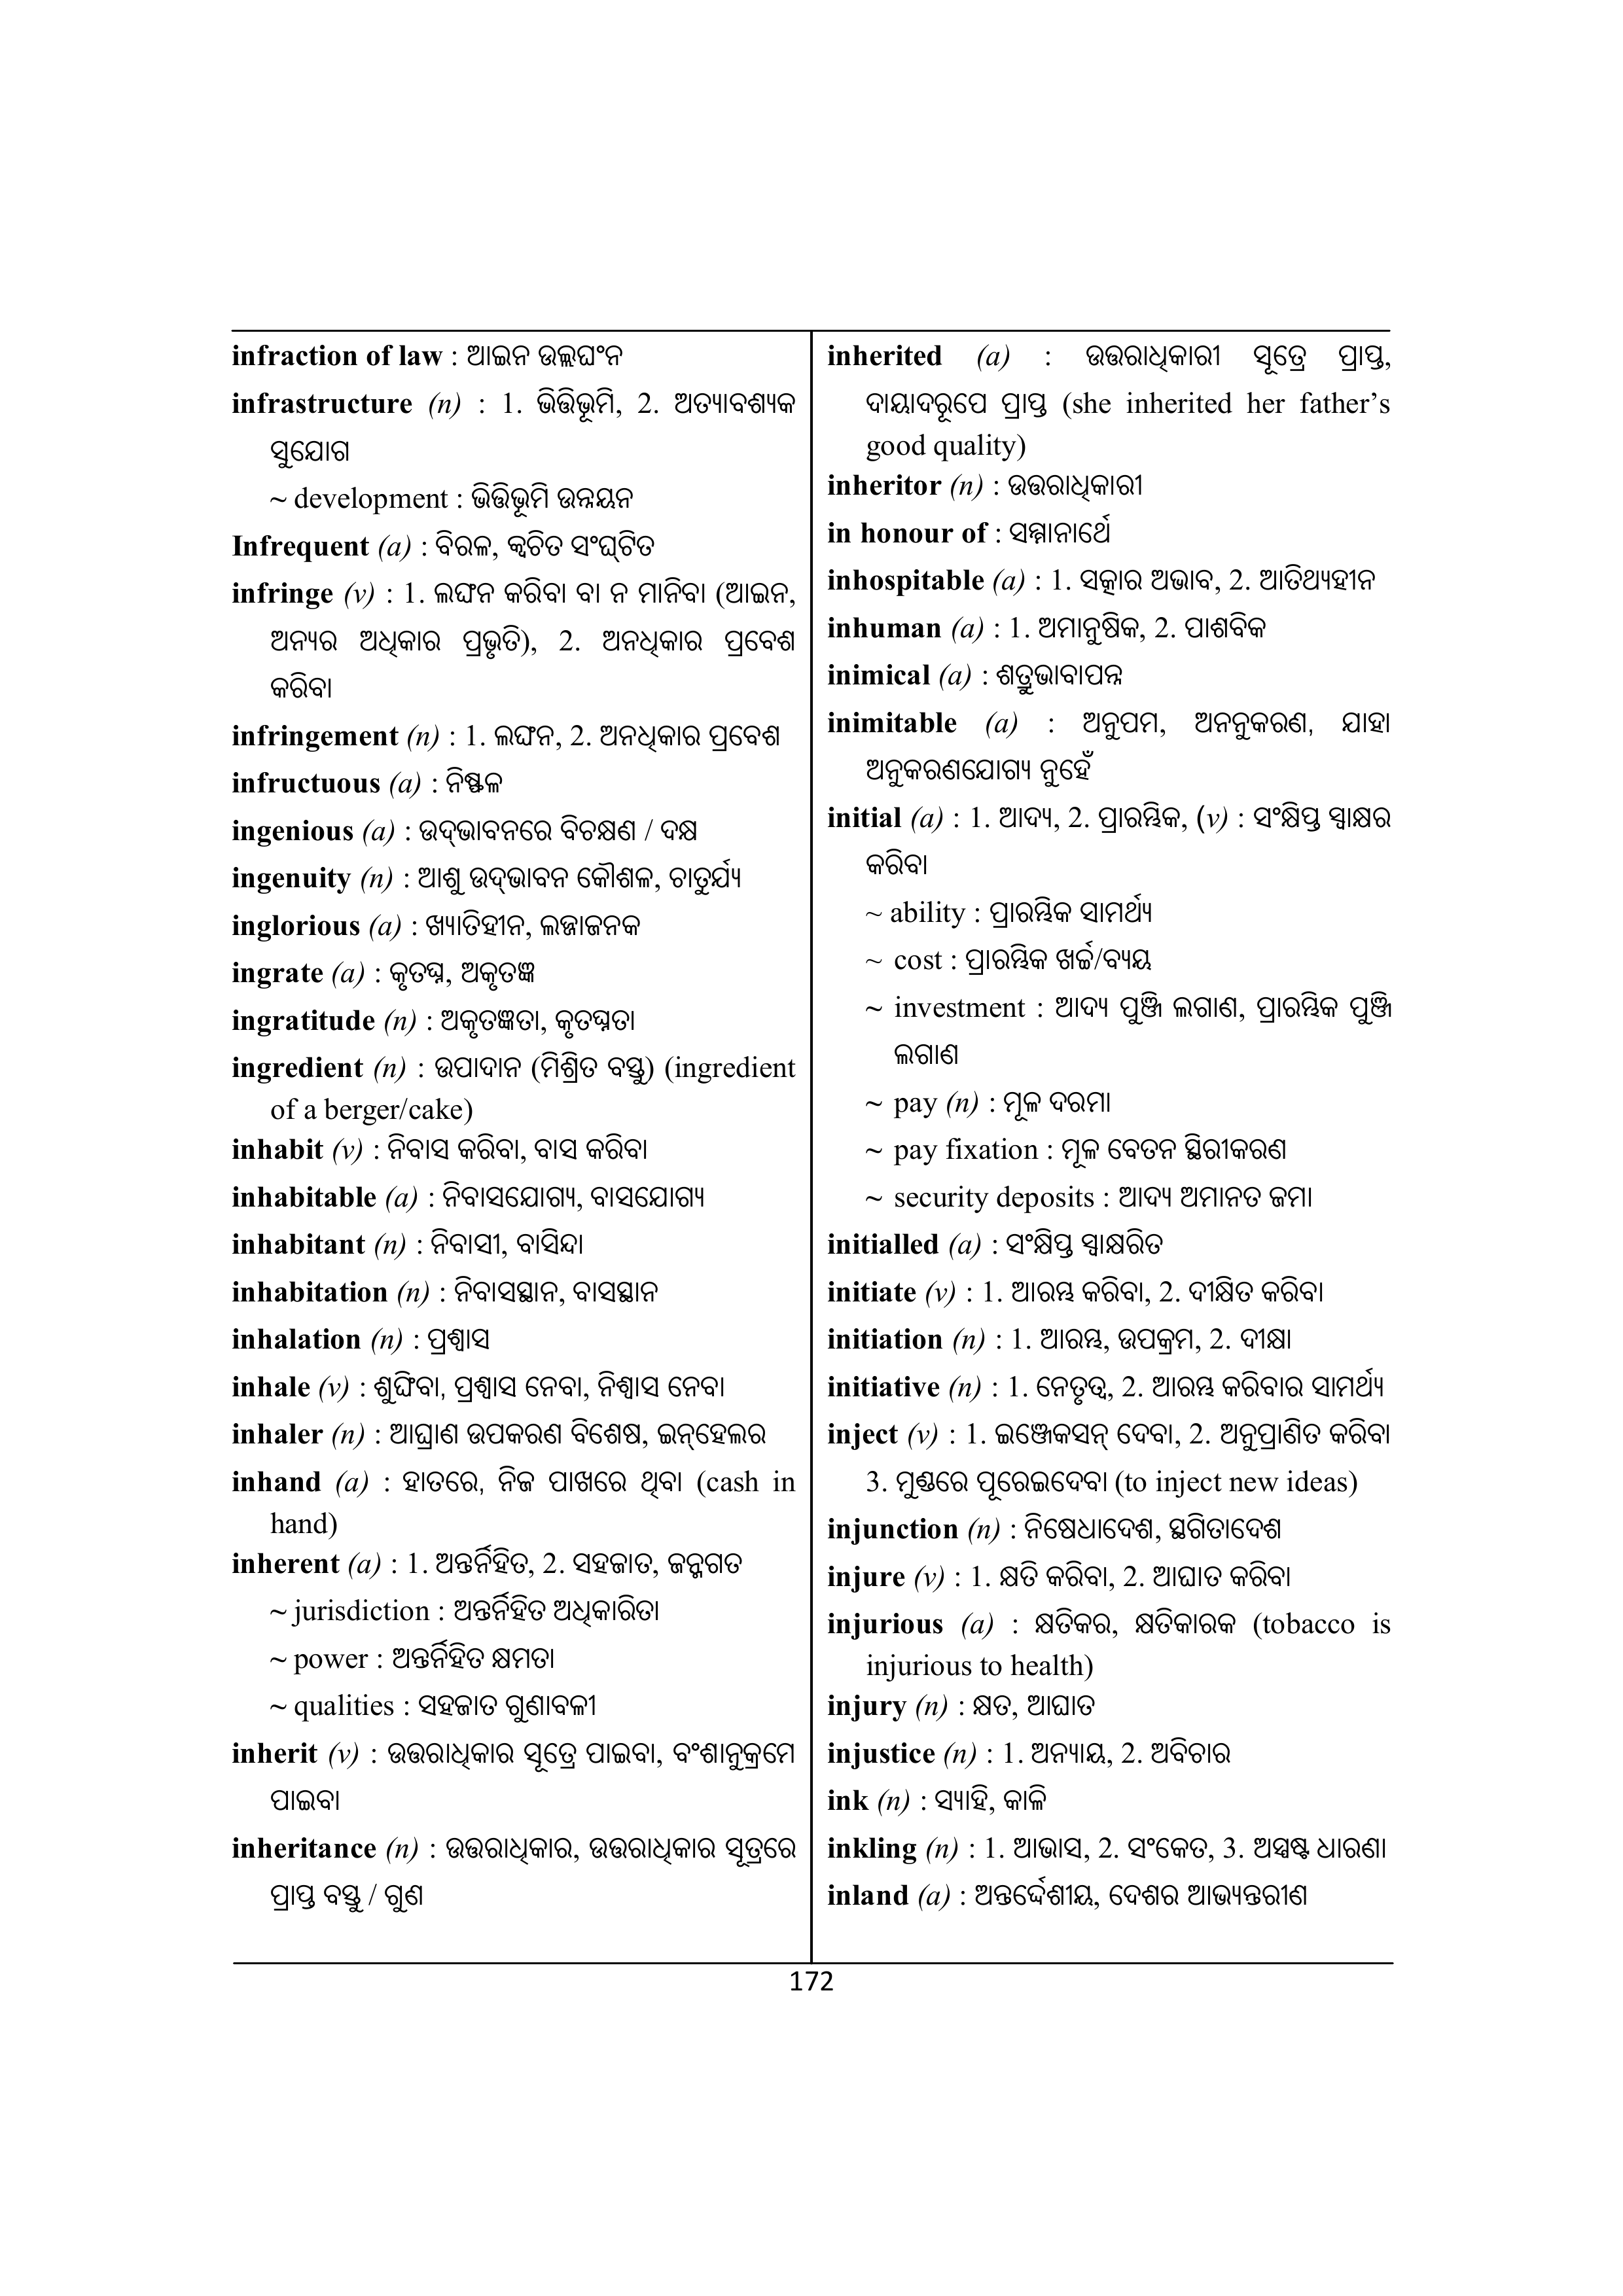 infraction of law : ଆଇନ ଉଲ୍ଲଘଂନ
infrastructure (n) : 1. ଭିତ୍ତିଭୂମି, 2. ଅତ୍ୟାବଶ୍ୟକ
ସୁଯୋଗ
~ development : ଭିତ୍ତିଭୂମି ଉନ୍ନୟନ
Infrequent (a) : ବିରଳ, କ୍ୱଚିତ ସଂଘ୍ଟିତ
infringe (v) : 1. ଲଙ୍ଘନ କରିବା ବା ନ ମାନିବା (ଆଇନ,
ଅନ୍ୟର ଅଧିକାର ପ୍ରଭୃତି), 2. ଅନଧିକାର ପ୍ରବେଶ
କରିବା
infringement (n) : 1. ଲଙ୍ଘନ, 2. ଅନଧିକାର ପ୍ରବେଶ
infructuous (a) : ନିଷ୍ଫଳ
ingenious (a) : ଉଦ୍‌ଭାବନରେ ବିଚକ୍ଷଣ / ଦକ୍ଷ
ingenuity (n) : ଆଶୁ ଉଦ୍‌ଭାବନ କୌଶଳ, ଚାତୁର୍ଯ୍ୟ
inglorious (a) : ଖ୍ୟାତିହୀନ, ଲଜ୍ଜାଜନକ
ingrate (a) : କୃତଘ୍ନ, ଅକୃତଜ୍ଞ
ingratitude (n) : ଅକୃତଜ୍ଞତା, କୃତଘ୍ନତା
ingredient (n) : ଉପାଦାନ (ମିଶ୍ରିତ ବସ୍ତୁ) (ingredient
of a berger/cake)
inhabit (v) : ନିବାସ କରିବା, ବାସ କରିବା
inhabitable (a) : ନିବାସଯୋଗ୍ୟ, ବାସଯୋଗ୍ୟ
inhabitant (n) : ନିବାସୀ, ବାସିନ୍ଦା
inhabitation (n) : ନିବାସସ୍ଥାନ, ବାସସ୍ଥାନ
inhalation (n) : ପ୍ରଶ୍ୱାସ
inhale (v) : ଶୁଙ୍ଘିବା, ପ୍ରଶ୍ୱାସ ନେବା, ନିଶ୍ୱାସ ନେବା
inhaler (n) : ଆଘ୍ରାଣ ଉପକରଣ ବିଶେଷ, ଇନ୍‌ହେଲର
inhand (a) : ହାତରେ, ନିଜ ପାଖରେ ଥିବା (cash in
hand)
inherent (a) : 1. ଅନ୍ତର୍ନିହିତ, 2. ସହଜାତ, ଜନ୍ମଗତ
~ jurisdiction : ଅନ୍ତର୍ନିହିତ ଅଧିକାରିତା
~ power : ଅନ୍ତର୍ନିହିତ କ୍ଷମତା
~ qualities : ସହଜାତ ଗୁଣାବଳୀ
inherit (v) : ଉତ୍ତରାଧିକାର ସୂତ୍ରେ ପାଇବା, ବଂଶାନୁକ୍ରମେ
ପାଇବା
inheritance (n) : ଉତ୍ତରାଧିକାର, ଉତ୍ତରାଧିକାର ସୂତ୍ରରେ
ପ୍ରାପ୍ତ ବସ୍ତୁ / ଗୁଣ
inherited (a) : ଉତ୍ତରାଧିକାରୀ ସୂତ୍ରେ ପ୍ରାପ୍ତ,
ଦାୟାଦରୂପେ ପ୍ରାପ୍ତ (she inherited her father’s
good quality)
inheritor (n) : ଉତ୍ତରାଧିକାରୀ
in honour of : ସମ୍ମାନାର୍ଥେ
inhospitable (a) : 1. ସତ୍କାର ଅଭାବ, 2. ଆତିଥ୍ୟହୀନ
inhuman (a) : 1. ଅମାନୁଷିକ, 2. ପାଶବିକ
inimical (a) : ଶତ୍ରୁଭାବାପନ୍ନ
inimitable (a) : ଅନୁପମ, ଅନନୁକରଣ, ଯାହା
ଅନୁକରଣଯୋଗ୍ୟ ନୁହେଁ
initial (a) : 1. ଆଦ୍ୟ, 2. ପ୍ରାରମ୍ଭିକ, (v) : ସଂକ୍ଷିପ୍ତ ସ୍ୱାକ୍ଷର
କରିବା
~ ability : ପ୍ରାରମ୍ଭିକ ସାମର୍ଥ୍ୟ
~ cost : ପ୍ରାରମ୍ଭିକ ଖର୍ଚ୍ଚ/ବ୍ୟୟ
~ investment : ଆଦ୍ୟ ପୁଞ୍ଜି ଲଗାଣ, ପ୍ରାରମ୍ଭିକ ପୁଞ୍ଜି
ଲଗାଣ
~ pay (n) : ମୂଳ ଦରମା
~ pay fixation : ମୂଳ ବେତନ ସ୍ଥିରୀକରଣ
~ security deposits : ଆଦ୍ୟ ଅମାନତ ଜମା
initialled (a) : ସଂକ୍ଷିପ୍ତ ସ୍ୱାକ୍ଷରିତ
initiate (v) : 1. ଆରମ୍ଭ କରିବା, 2. ଦୀକ୍ଷିତ କରିବା
initiation (n) : 1. ଆରମ୍ଭ, ଉପକ୍ରମ, 2. ଦୀକ୍ଷା
initiative (n) : 1. ନେତୃତ୍ୱ, 2. ଆରମ୍ଭ କରିବାର ସାମର୍ଥ୍ୟ
inject (v) : 1. ଇଞ୍ଜେକସନ୍ ଦେବା, 2. ଅନୁପ୍ରାଣିତ କରିବା
3. ମୁଣ୍ଡରେ ପୂରେଇଦେବା (to inject new ideas)
injunction (n) : ନିଷେଧାଦେଶ, ସ୍ଥଗିତାଦେଶ
injure (v) : 1. କ୍ଷତି କରିବା, 2. ଆଘାତ କରିବା
injurious (a) : କ୍ଷତିକର, କ୍ଷତିକାରକ (tobacco is
injurious to health)
injury (n) : କ୍ଷତ, ଆଘାତ
injustice (n) : 1. ଅନ୍ୟାୟ, 2. ଅବିଚାର
ink (n) : ସ୍ୟାହି, କାଳି
inkling (n) : 1. ଆଭାସ, 2. ସଂକେତ, 3. ଅସ୍ପଷ୍ଟ ଧାରଣା
inland (a) : ଅନ୍ତର୍ଦ୍ଦେଶୀୟ, ଦେଶର ଆଭ୍ୟନ୍ତରୀଣ
172